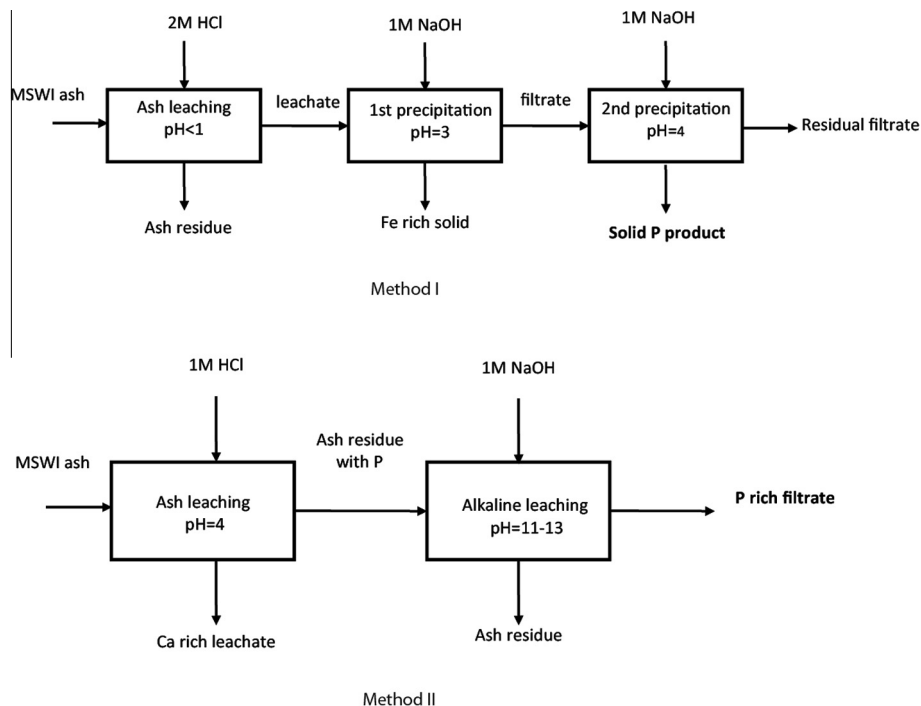 2M HCl
1M NaOH
1M NaOH
MSWI ash
Ash leaching
pH<1
leachate
1st precipitation
pH=3
filtrate
2nd precipitation
pH=4
Residual filtrate
Ash residue
Fe rich solid
Solid P product
Method I
1M HCl
1M NaOH
MSWI ash
Ash leaching
pH=4
Ash residue
with P
Alkaline leaching
pH=11-13
P rich filtrate
Ca rich leachate
Ash residue
Method II